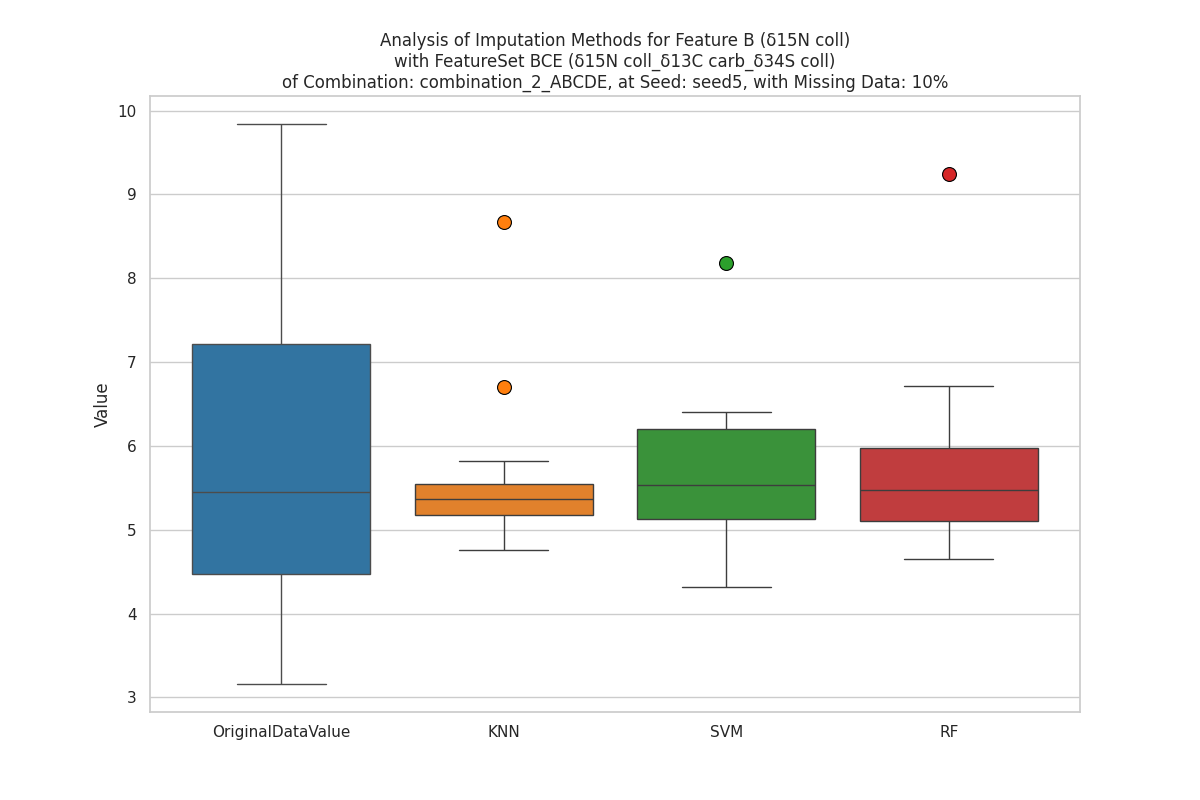 Analysis of Imputation Methods for Feature B (δ15N coll)
with FeatureSet BCE (δ15N coll_δ13C carb_δ34S coll)
of Combination: combination_2_ABCDE, at Seed: seed5, with Missing Data: 10%
10
9
8
7
6
5
4
3
Value
OriginalDataValue
KNN
SVM
RF